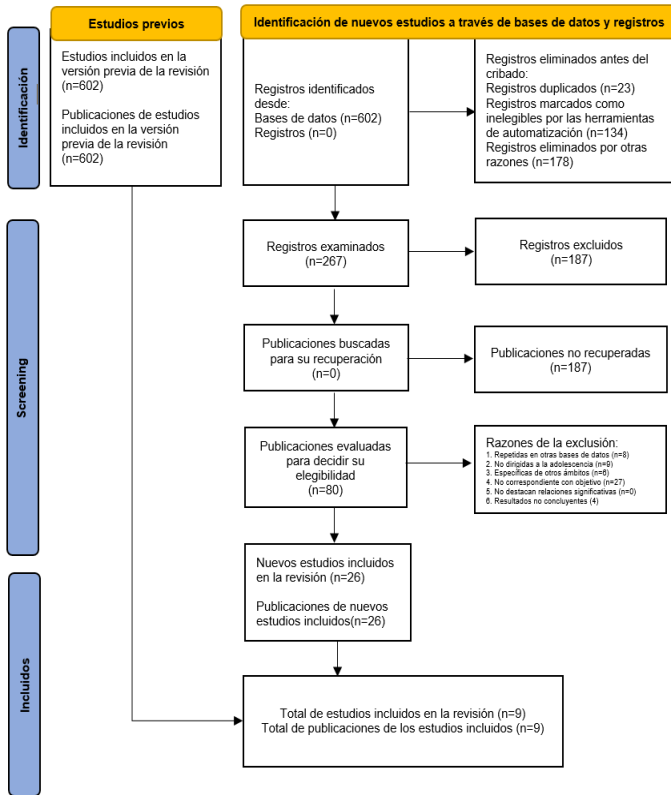 Estudios previos
Identificación de nuevos estudios a través de bases de datos y registros
Identificación
Estudios incluidos en la
versión previa de la revisión
(n=602)
Publicaciones de estudios
incluidos en la versión
previa de la revisión
(n=602)
Registros identificados
desde:
Bases de datos (n=602)
Registros (n=0)
Registros eliminados antes del
cribado:
Registros duplicados (n=23)
Registros marcados como
inelegibles por las herramientas
de automatización (n=134)
Registros eliminados por otras
razones (n=178)
Screening
Registros examinados
(n=267)
Registros excluidos
(n=187)
Publicaciones buscadas
para su recuperación
(n=0)
Publicaciones no recuperadas
(n=187)
Publicaciones evaluadas
para decidir su
elegibilidad
(n=80)
Razones de la exclusión:
1. Repetidas en otras bases de datos (n=8)
2. No dirigidas a la adolescencia (n=9)
3. Específicas de otros ámbitos (n=6)
4. No correspondiente con objetivo (n=27)
5. No destacan relaciones significativas (n=0)
6. Resultados no concluyentes (4)
Nuevos estudios incluidos
en la revisión (n=26)
Publicaciones de nuevos
estudios incluidos(n=26)
Incluidos
Total de estudios incluidos en la revisión (n=9)
Total de publicaciones de los estudios incluidos (n=9)